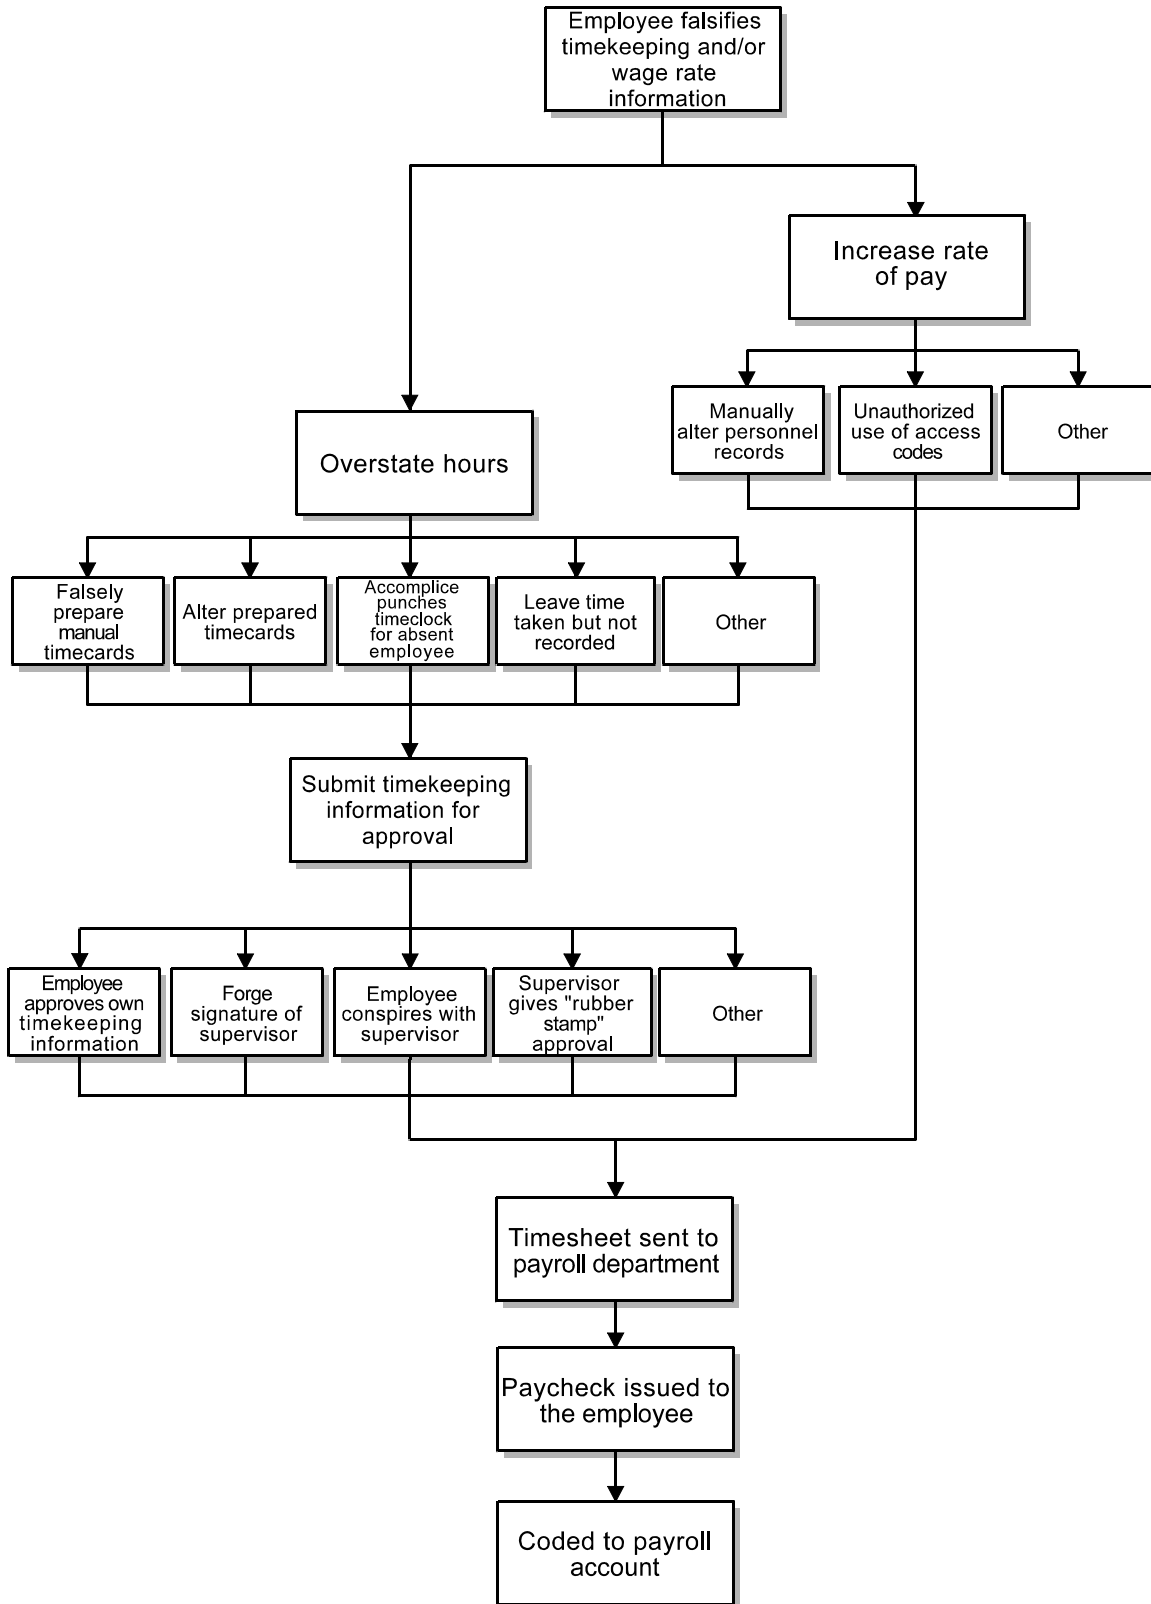 Employee falsifies
timekeeping and/or
wage rate
information
Increase rate
of pay
Manually
alter personnel
records
Unauthorized
use of access
codes
Other
Overstate hours
Falsely
prepare
manual
timecards
Alter prepared
timecards
Accomplice
punches
timeclock
for absent
employee
Leave time
taken but not
recorded
Other
Submit timekeeping
information for
approval
Employee
approves own
timekeeping
information
Forge
signature of
supervisor
Employee
conspires with
supervisor
Supervisor
gives "rubber
stamp"
approval
Other
Timesheet sent to
payroll department
Paycheck issued to
the employee
Coded to payroll
account